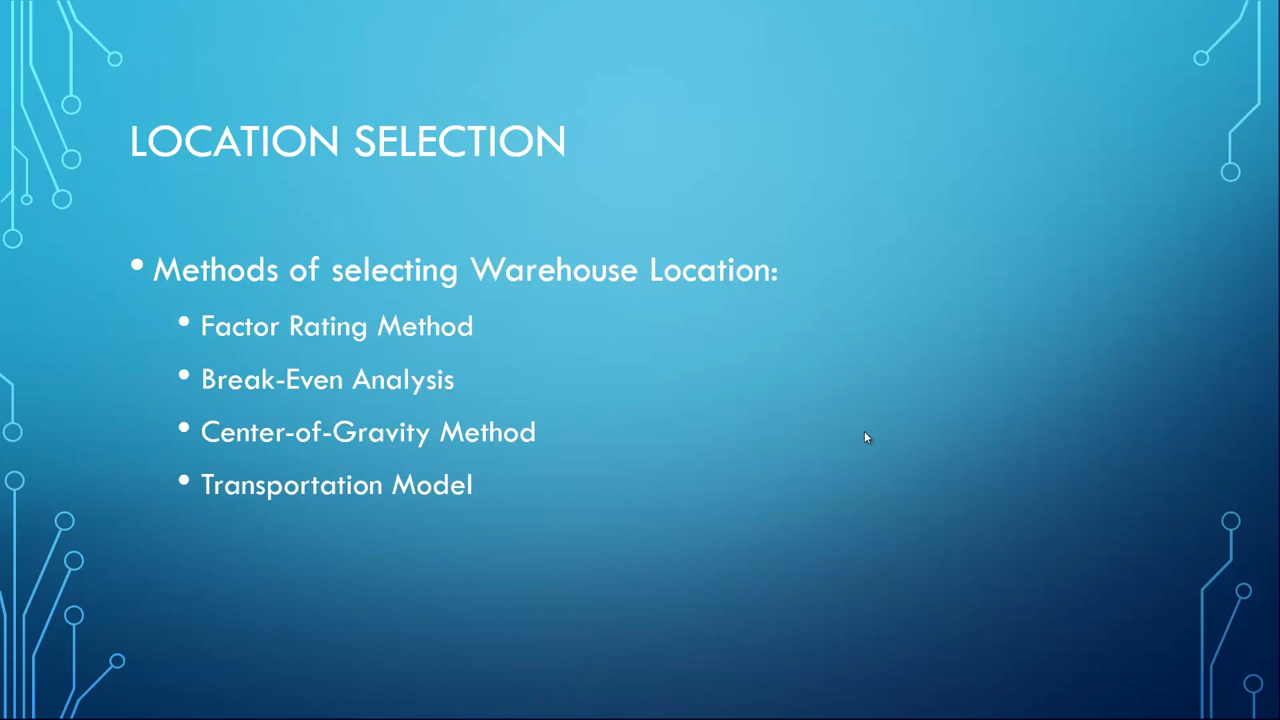 LOCATION SELECTION
• Methods of selecting Warehouse Location:
• Factor Rating Method
• Break-Even Analysis
• Center-of-Gravity Method
• Transportation Model